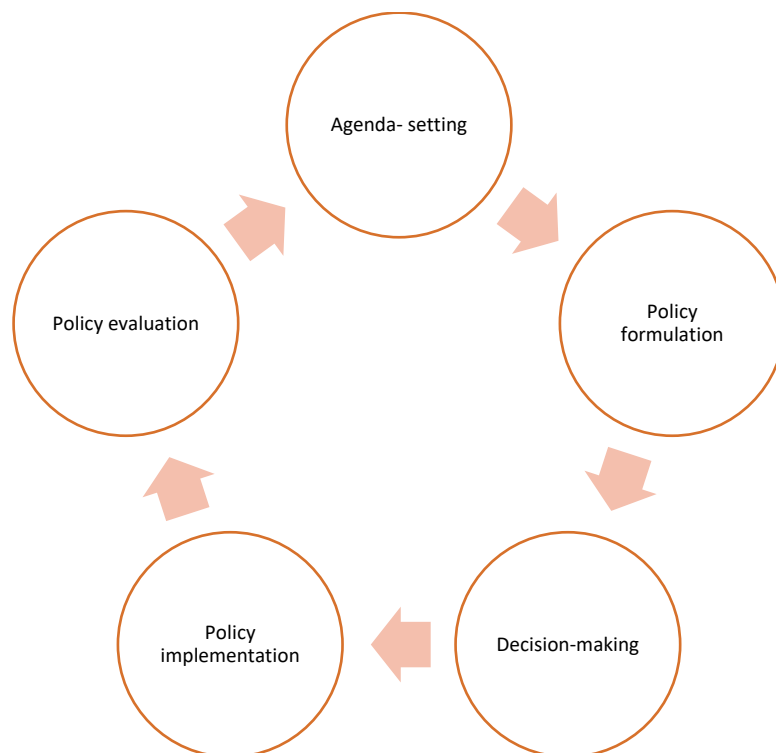 Agenda- setting
Policy
formulation
Decision-making
Policy
implementation
Policy evaluation